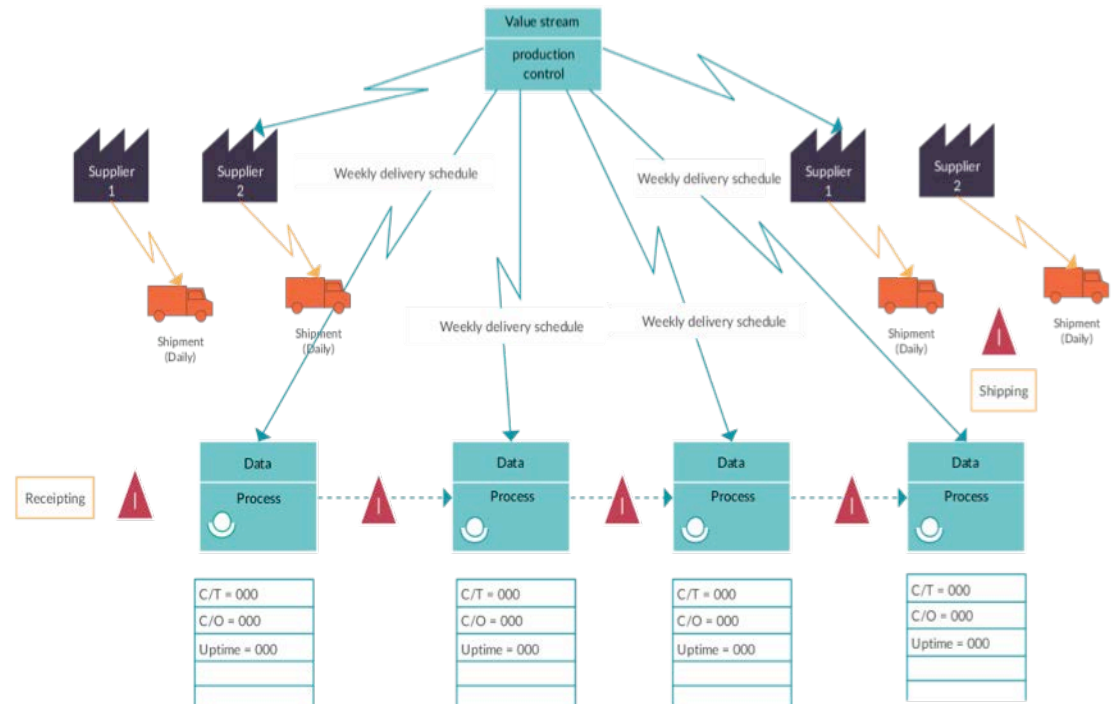 Value stream
production
control
Supplier
1
Supplier
2
Weekly delivery schedule
Weekly delivery schedule
Supplier
1
Supplier
2
Shipment
(Daily)
Shipment
(Daily)
Weekly delivery schedule
Weekly delivery schedule
Shipment
(Daily)
Shipment
(Daily)
I
Shipping
Receipting
I
Data
Process
I
Data
Process
I
Data
Process
I
Data
Process
C/T = 000
C/O = 000
Uptime = 000
C/T = 000
C/O = 000
Uptime = 000
C/T = 000
C/O = 000
Uptime = 000
C/T = 000
C/O = 000
Uptime = 000